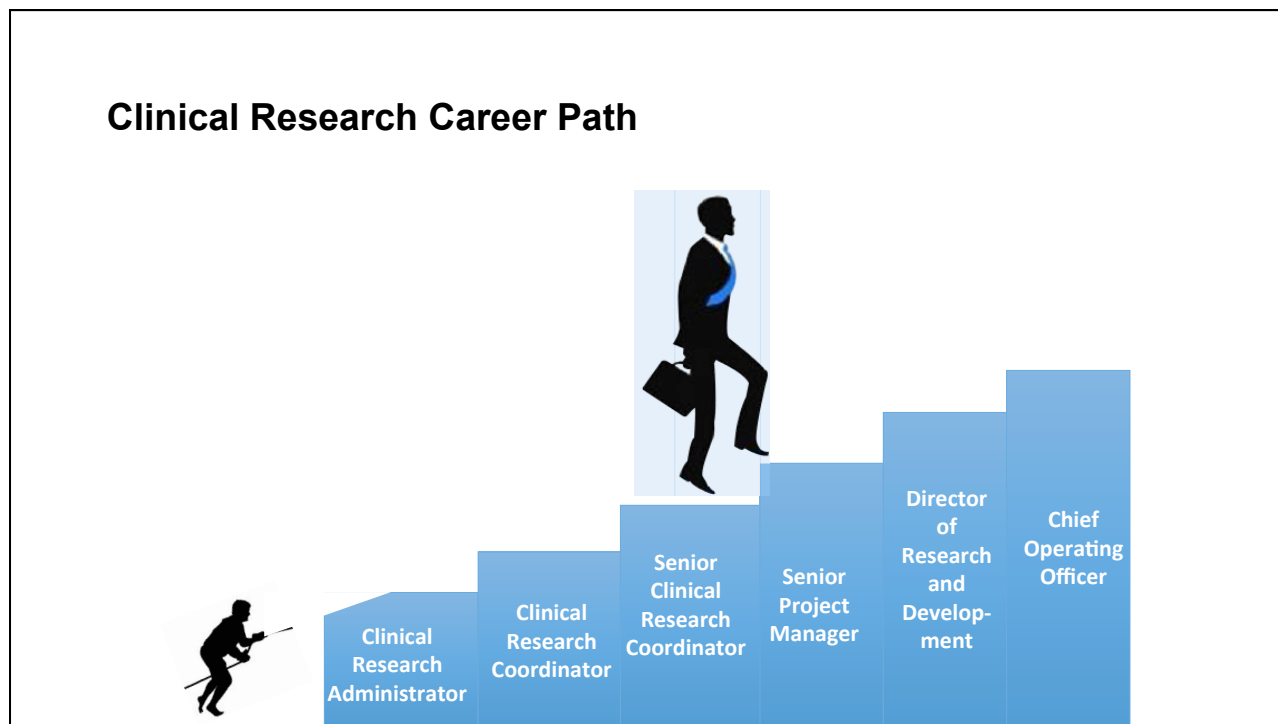 Clinical Research Career Path
Clinical
Research
Administrator
Clinical
Research
Coordinator
Senior
Clinical
Research
Coordinator
Senior
Project
Manager
Director
of
Research
and
Develop-
ment
Chief
Operating
Officer